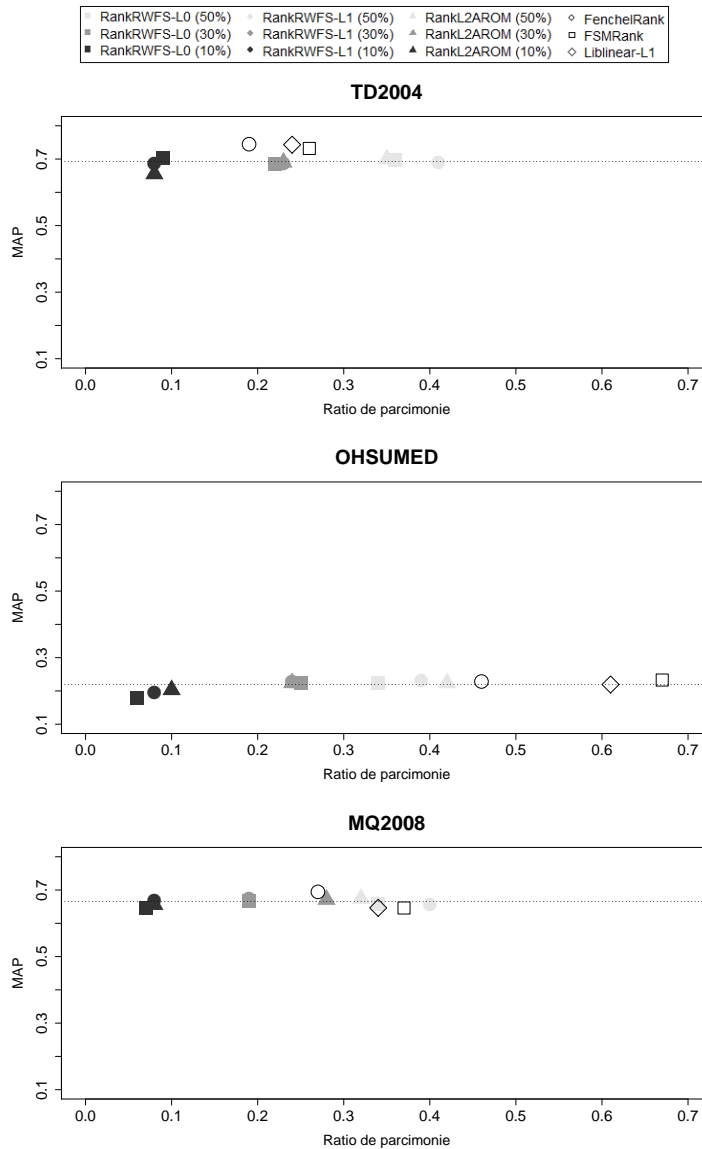 RankRWFS-L0 (50%) RankRWFS-L1 (50%) RankL2AROM (50%) FenchelRank
RankRWFS-L0 (30%) RankRWFS-L1 (30%) RankL2AROM (30%) FSMRank
RankRWFS-L0 (10%) RankRWFS-L1 (10%) RankL2AROM (10%) Liblinear-L1
TD2004
MAP
0.7
0.5
0.3
0.1
0.0 0.1 0.2 0.3 0.4 0.5 0.6 0.7
Ratio de parcimonie
OHSUMED
MAP
0.7
0.5
0.3
0.1
0.0 0.1 0.2 0.3 0.4 0.5 0.6 0.7
Ratio de parcimonie
MQ2008
MAP
0.7
0.5
0.3
0.1
0.0 0.1 0.2 0.3 0.4 0.5 0.6 0.7
Ratio de parcimonie